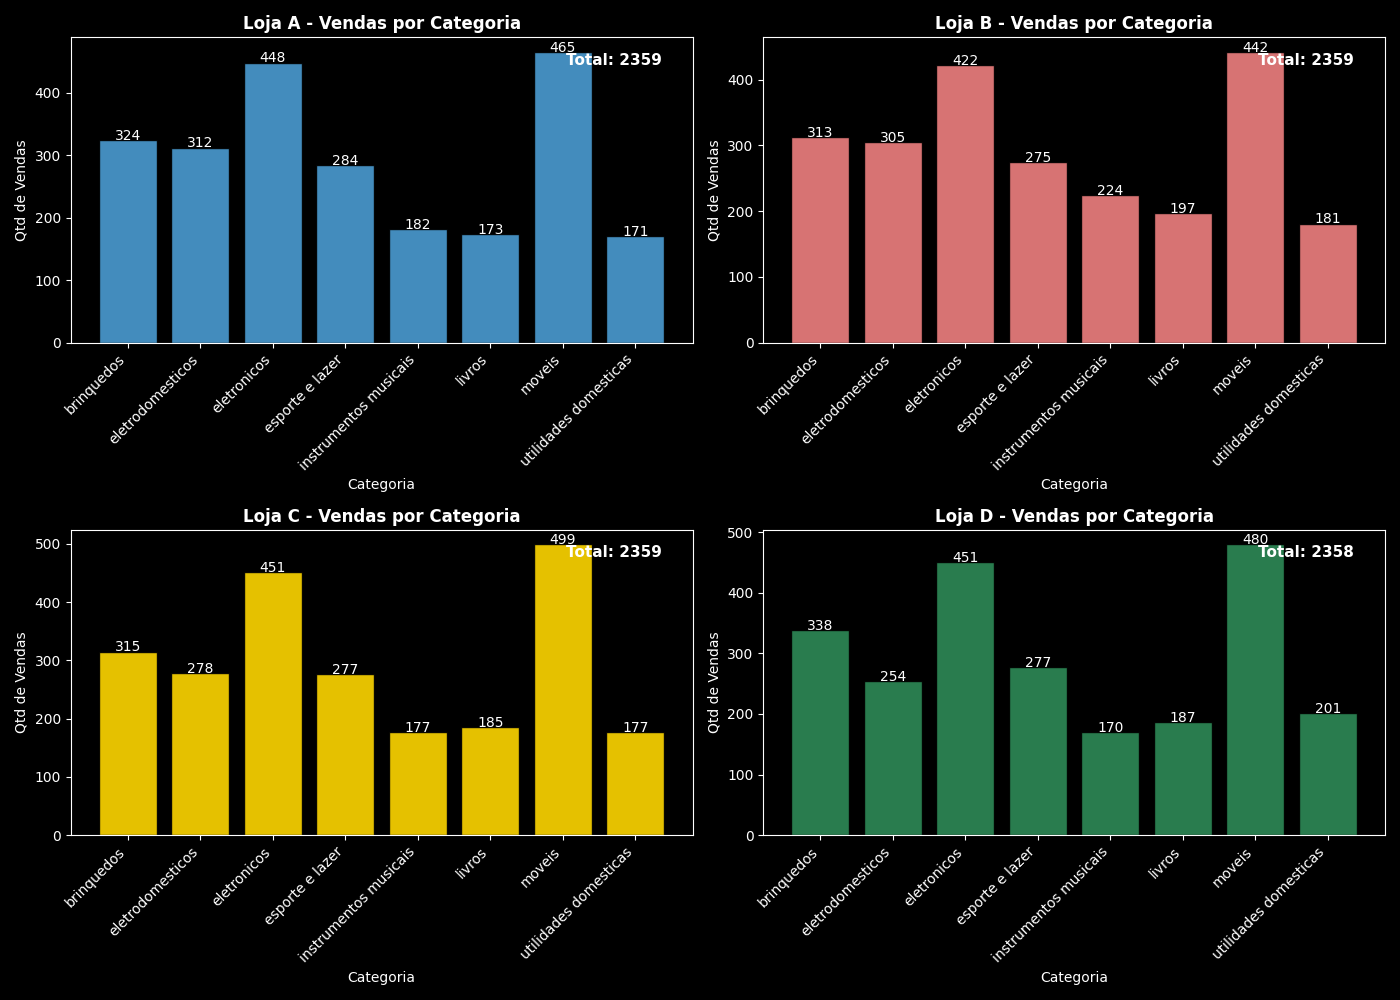 Loja A - Vendas por Categoria
Qtd de Vendas
400
300
200
100
0
324
312
448
284
182
173
465
171
Total: 2359
brinquedos
eletrodomesticos
eletronicos
esporte e lazer
instrumentos musicais
livros
moveis
utilidades domesticas
Categoria
Loja B - Vendas por Categoria
Qtd de Vendas
400
300
200
100
0
313
305
422
275
224
197
442
181
Total: 2359
brinquedos
eletrodomesticos
eletronicos
esporte e lazer
instrumentos musicais
livros
moveis
utilidades domesticas
Categoria
Loja C - Vendas por Categoria
Qtd de Vendas
500
400
300
200
100
0
315
278
451
277
177
185
499
177
Total: 2359
brinquedos
eletrodomesticos
eletronicos
esporte e lazer
instrumentos musicais
livros
moveis
utilidades domesticas
Categoria
Loja D - Vendas por Categoria
Qtd de Vendas
500
400
300
200
100
0
338
254
451
277
170
187
480
201
Total: 2358
brinquedos
eletrodomesticos
eletronicos
esporte e lazer
instrumentos musicais
livros
moveis
utilidades domesticas
Categoria